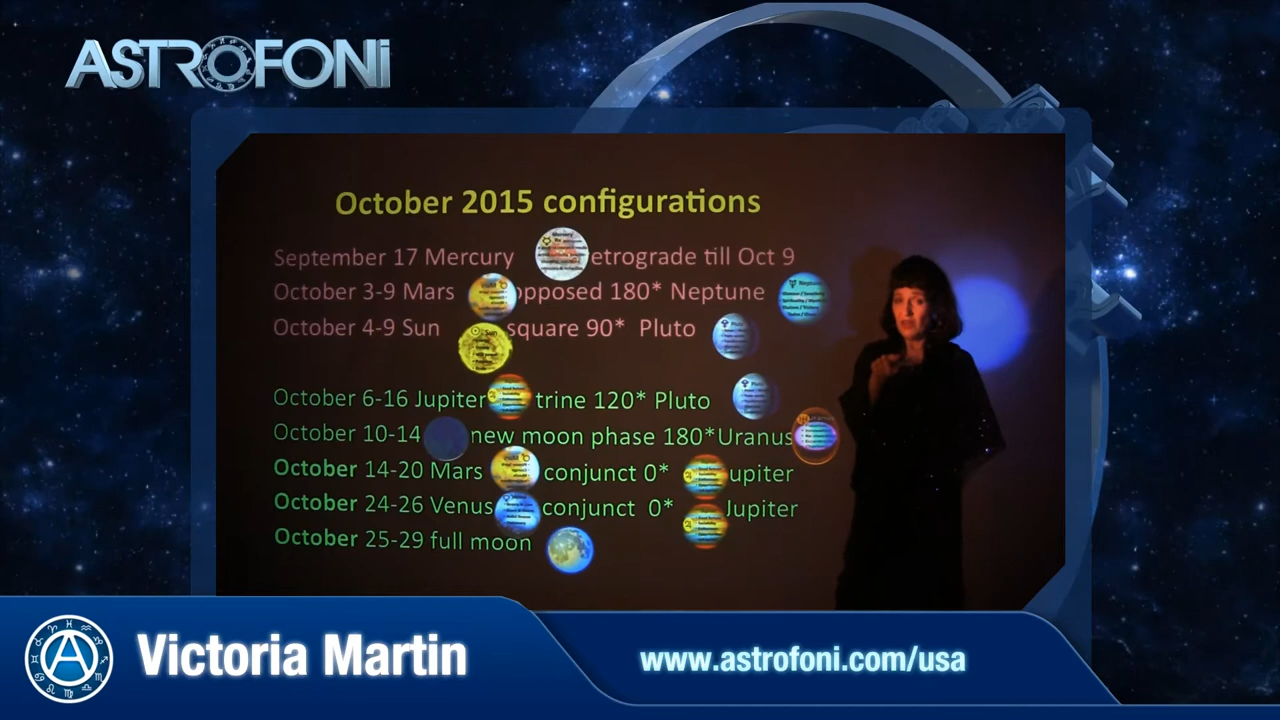 ASTROFONi
October 2015 configurations
September 17 Mercury etrograde till Oct 9
October 3-9 Mars opposed 180* Neptune
October 4-9 Sun square 90* Pluto
October 6-16 Jupiter trine 120* Pluto
October 10-14 new moon phase 180*Uranus
October 14-20 Mars conjunct 0* upiter
October 24-26 Venus conjunct 0* Jupiter
October 25-29 full moon
Victoria Martin
www.astrofoni.com/usa